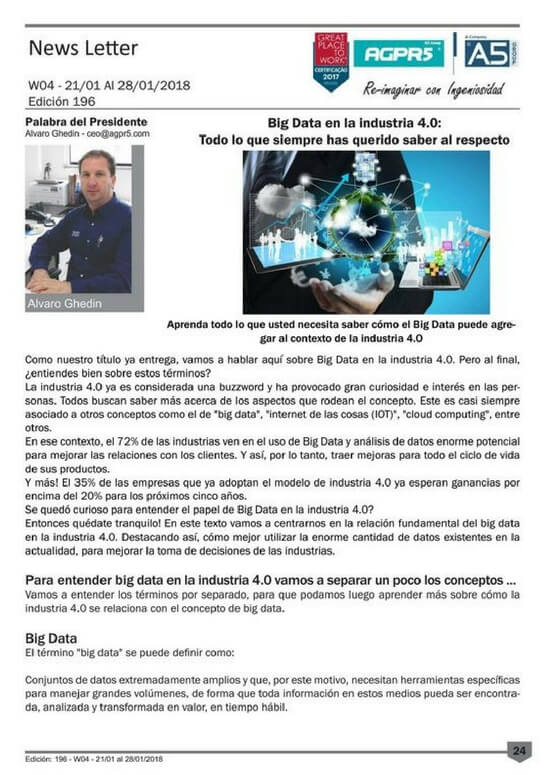 News Letter
GREAT
PLACE
TO
WORK®
CERTIFICAÇÃO
2017
AGPR5
A5
Re-imaginar con Ingeniosidad
W04 - 21/01 Al 28/01/2018
Edición 196
Palabra del Presidente
Alvaro Ghedin - ceo@agpr5.com
Alvaro Ghedin
Big Data en la industria 4.0:
Todo lo que siempre has querido saber al respecto
Aprenda todo lo que usted necesita saber cómo el Big Data puede agre-
gar al contexto de la industria 4.0
Como nuestro título ya entrega, vamos a hablar aquí sobre Big Data en la industria 4.0. Pero al final,
¿entiendes bien sobre estos términos?
La industria 4.0 ya es considerada una buzzword y ha provocado gran curiosidad e interés en las per-
sonas. Todos buscan saber más acerca de los aspectos que rodean el concepto. Este es casi siempre
asociado a otros conceptos como el de "big data", "internet de las cosas (IOT)", "cloud computing", entre
otros.
En ese contexto, el 72% de las industrias ven en el uso de Big Data y análisis de datos enorme potencial
para mejorar las relaciones con los clientes. Y así, por lo tanto, traer mejoras para todo el ciclo de vida
de sus productos.
Y más! El 35% de las empresas que ya adoptan el modelo de industria 4.0 ya esperan ganancias por
encima del 20% para los próximos cinco años.
Se quedó curioso para entender el papel de Big Data en la industria 4.0?
Entonces quédate tranquilo! En este texto vamos a centrarnos en la relación fundamental del big data
en la industria 4.0. Destacando así, cómo mejor utilizar la enorme cantidad de datos existentes en la
actualidad, para mejorar la toma de decisiones de las industrias.
Para entender big data en la industria 4.0 vamos a separar un poco los conceptos ...
Vamos a entender los términos por separado, para que podamos luego aprender más sobre cómo la
industria 4.0 se relaciona con el concepto de big data.
Big Data
El término "big data" se puede definir como:
Conjuntos de datos extremadamente amplios y que, por este motivo, necesitan herramientas específicas
para manejar grandes volúmenes, de forma que toda información en estos medios pueda ser encontra-
da, analizada y transformada en valor, en tiempo hábil.
24
Edición: 196 - W04 - 21/01 al 28/01/2018